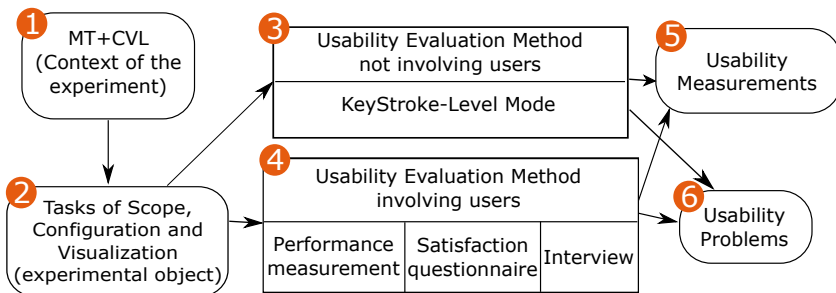 1
MT+CVL
(Context of the
experiment)
2
Tasks of Scope,
Configuration and
Visualization
(experimental object)
3
Usability Evaluation Method
not involving users
KeyStroke-Level Mode
4
Usability Evaluation Method
involving users
Performance
measurement
Satisfaction
questionnaire
Interview
5
Usability
Measurements
6
Usability
Problems